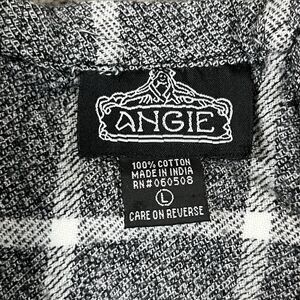 ANGIE
100% COTTON
MADE IN INDIA
RN#060508
L
CARE ON REVERSE